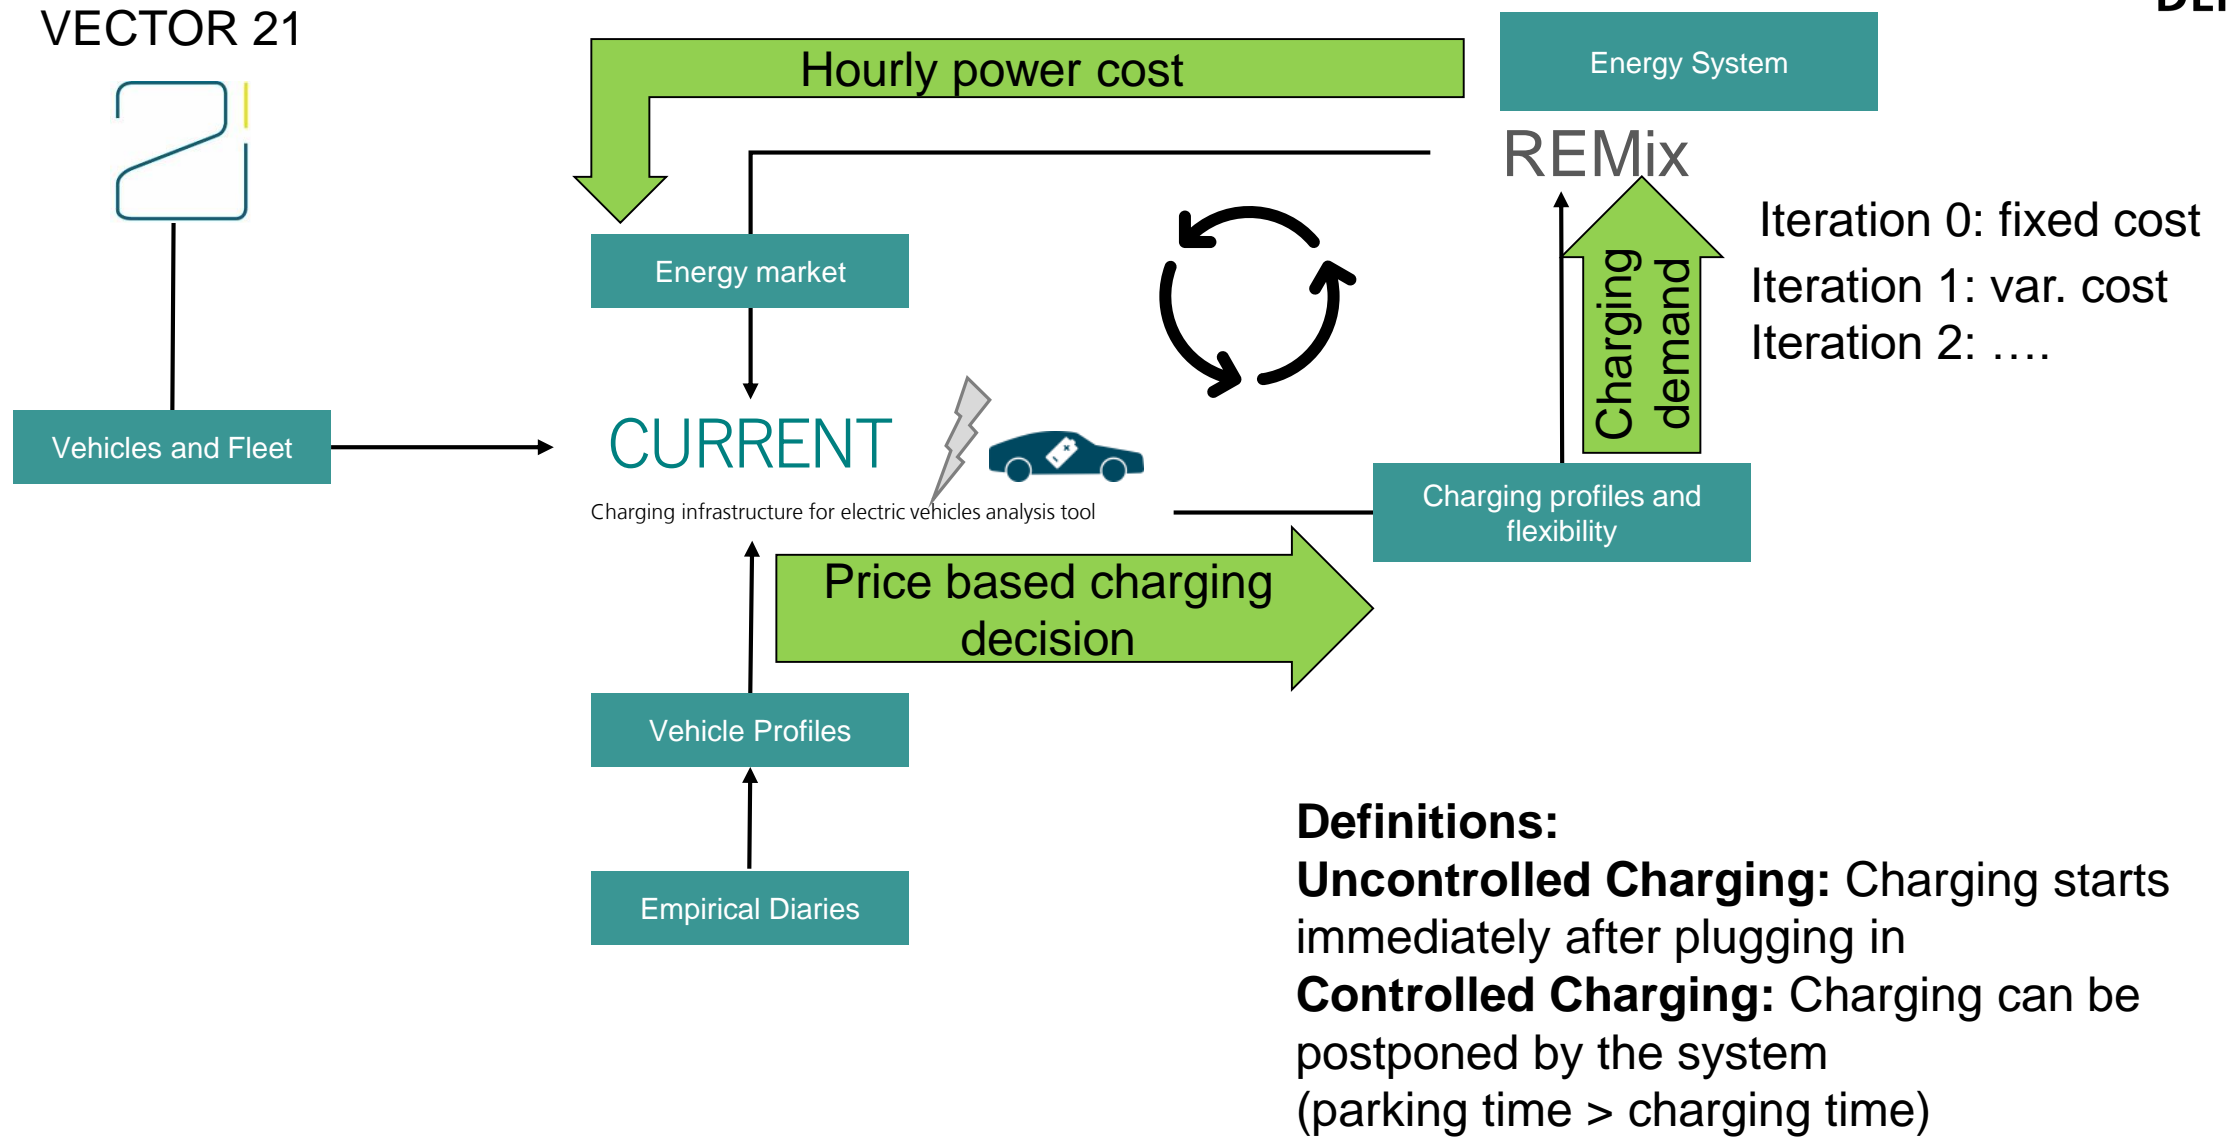 VECTOR 21
Hourly power cost
Energy System
REMix
Iteration 0: fixed cost
Iteration 1: var. cost
Iteration 2: ….
Charging
demand
Energy market
Vehicles and Fleet
CURRENT
Charging infrastructure for electric vehicles analysis tool
Charging profiles and
flexibility
Price based charging
decision
Vehicle Profiles
Empirical Diaries
Definitions:
Uncontrolled Charging: Charging starts
immediately after plugging in
Controlled Charging: Charging can be
postponed by the system
(parking time > charging time)